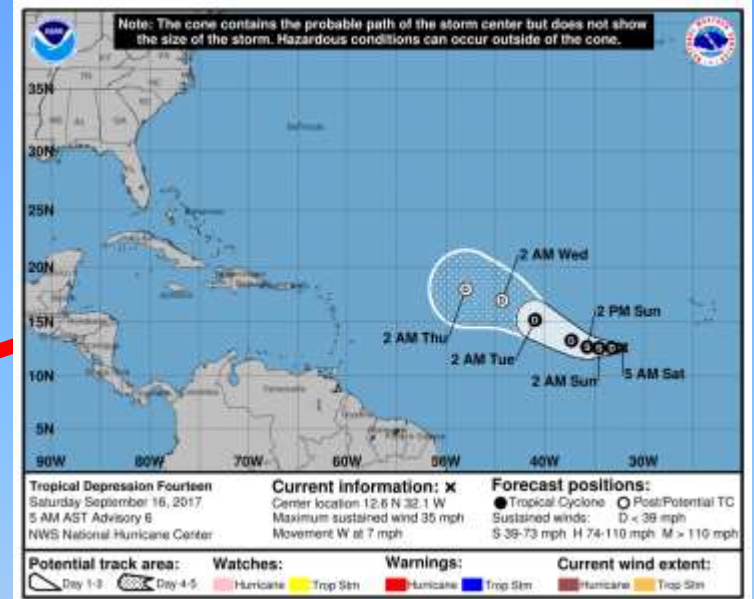 Note: The cone contains the probable path of the storm center but does not show
the size of the storm. Hazardous conditions can occur outside of the cone.
35N
30N
25N
20N
15N
10N
5N
90W 80W 70W 60W 50W 40W 30W
Bermuda
Venezuela
2 AM Wed
2 PM Sun
2 AM Thu
2 AM Tue
2 AM Sun
5 AM Sat
D D D D S S D
Tropical Depression Fourteen
Saturday September 16, 2017
5 AM AST Advisory 6
NWS National Hurricane Center
Current information: x
Center location 12.6 N 32.1 W
Maximum sustained wind 35 mph
Movement W at 7 mph
Forecast positions:
Tropical Cyclone Post/Potential TC
Sustained winds: D < 39 mph
S 39-73 mph H 74-110 mph M > 110 mph
Potential track area:
Day 1-3 Day 4-5
Watches:
Hurricane Trop Stm
Warnings:
Hurricane Trop Stm
Current wind extent:
Hurricane Trop Stm